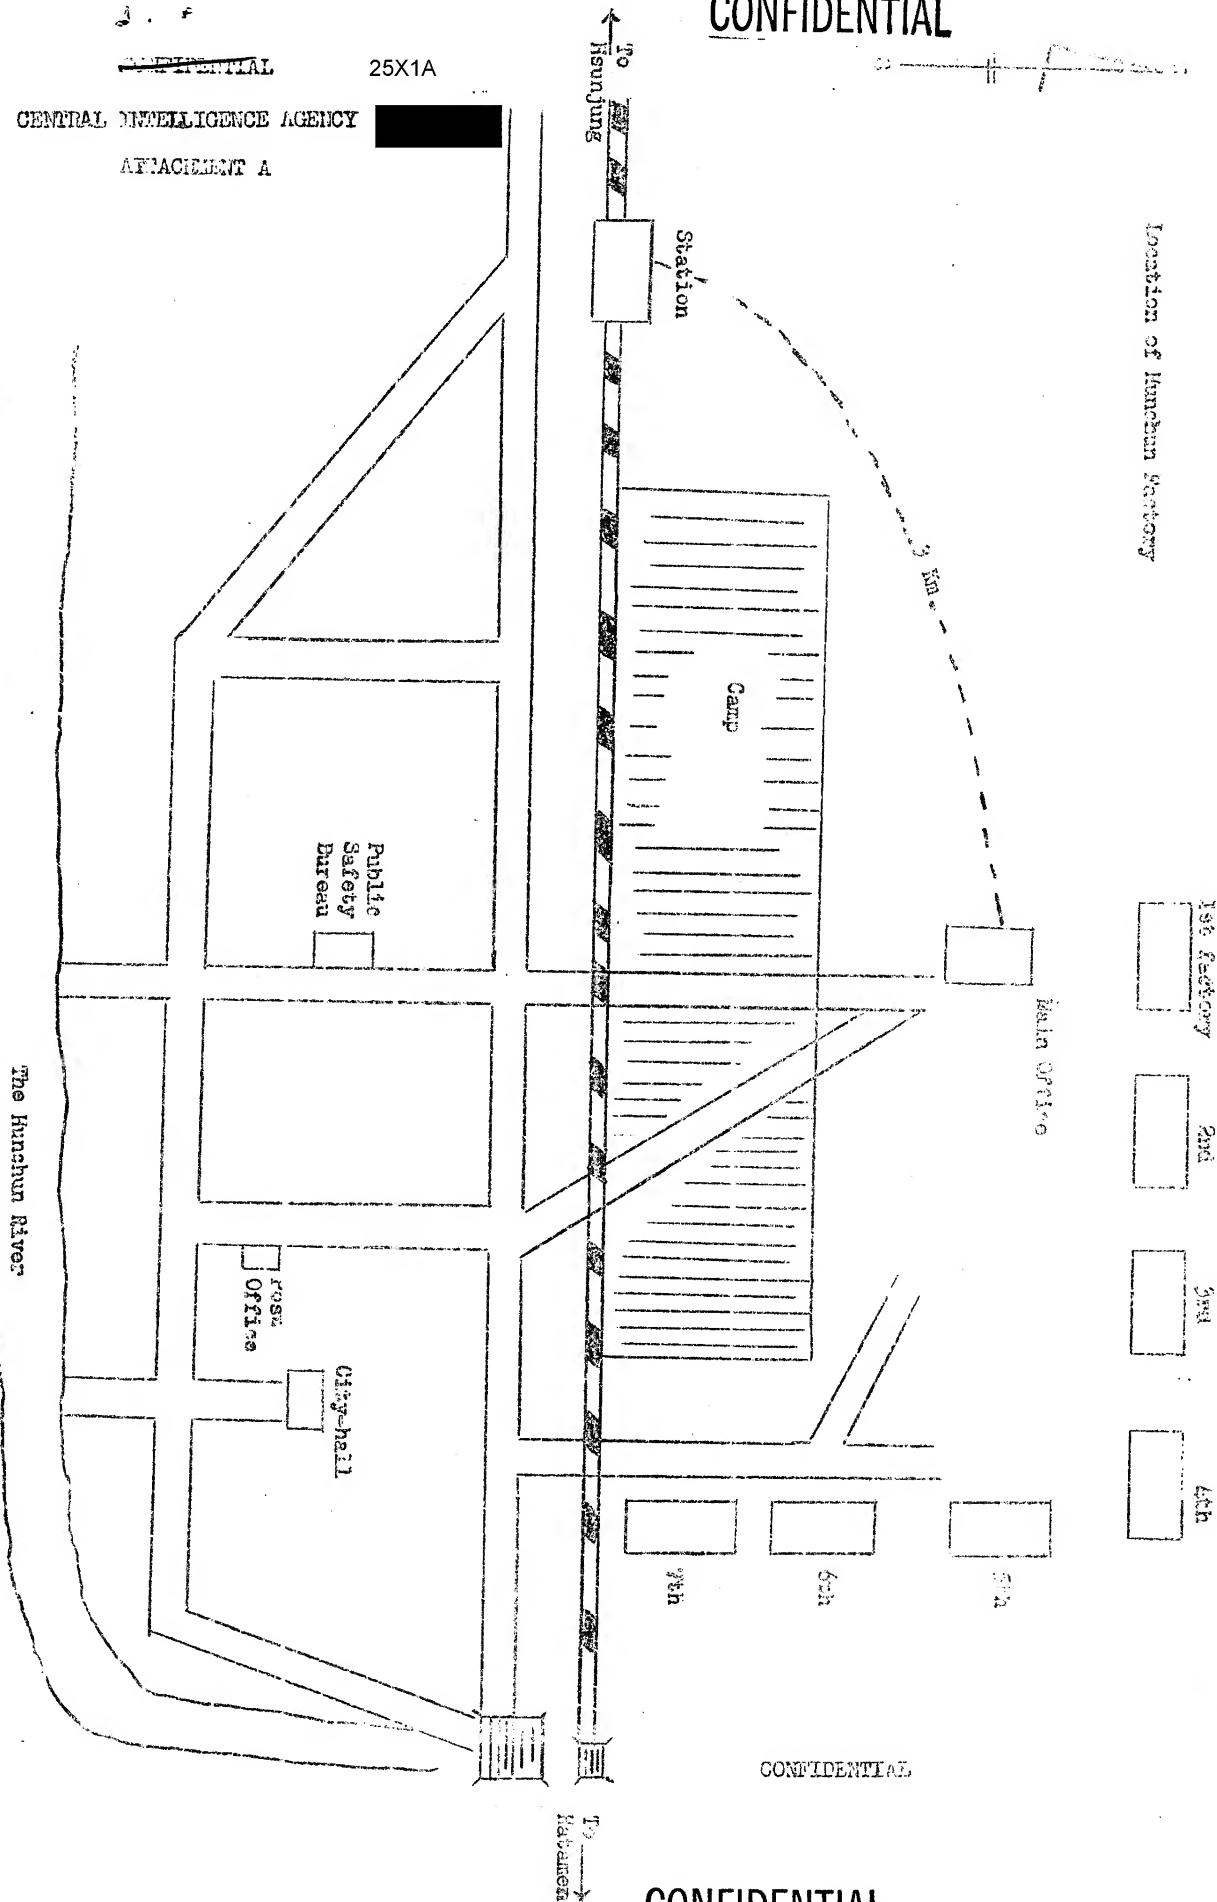 CONFIDENTIAL
CONFIDENTIAL
25X1A
CENTRAL INTELLIGENCE AGENCY
ATTACHMENT A
To
Hsunjung
Station
Location of Hunchun Factory
3 Km.
Camp
Public
Safety
Bureau
Main Office
1st factory
2nd
3rd
4th
5th
6th
7th
Post
Office
City-hall
The Hunchun River
CONFIDENTIAL
To
Hatamen
CONFIDENTIAL